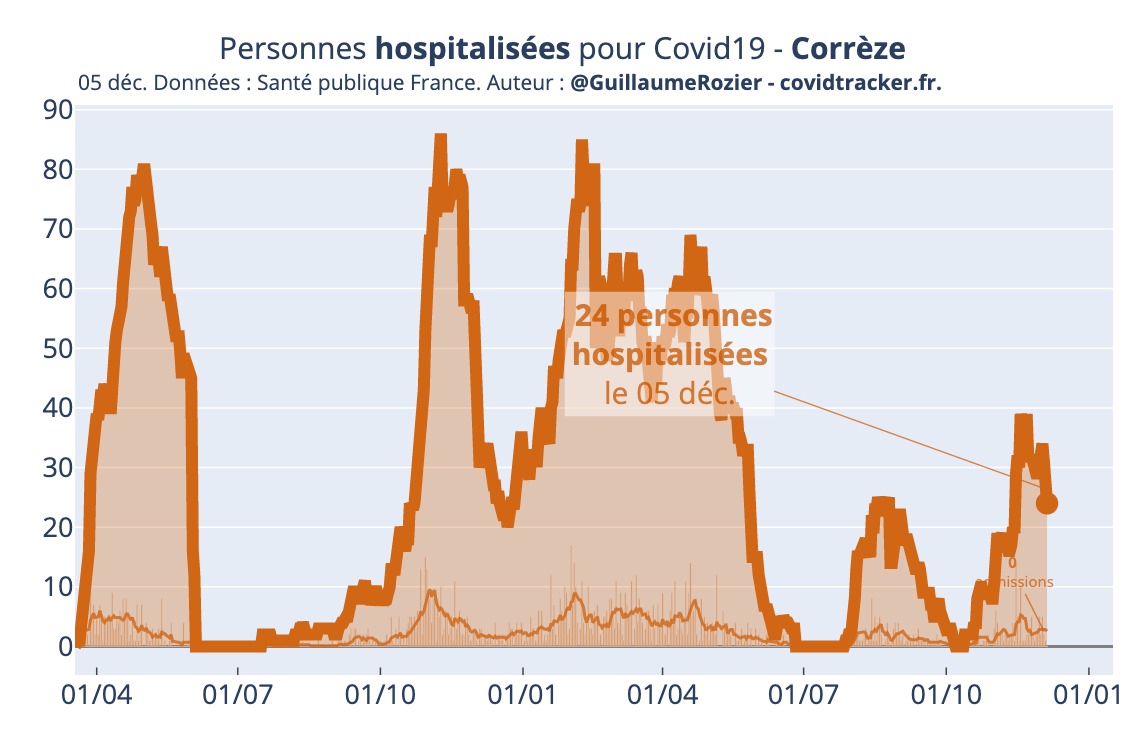 Personnes hospitalisées pour Covid19 - Corrèze
05 déc. Données : Santé publique France. Auteur : @GuillaumeRozier - covidtracker.fr.
90
80
70
60
50
40
30
20
10
0
24 personnes
hospitalisées
le 05 déc.
0
admissions
01/04 01/07 01/10 01/01 01/04 01/07 01/10 01/01